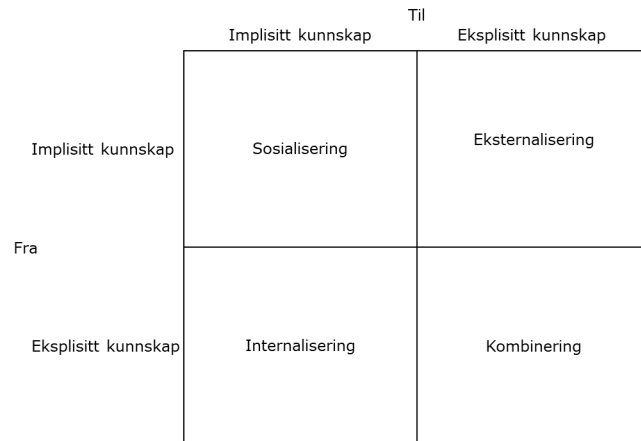 Til
Implisitt kunnskap Eksplisitt kunnskap
Implisitt kunnskap Sosialisering Eksternalisering
Fra
Eksplisitt kunnskap Internalisering Kombinering